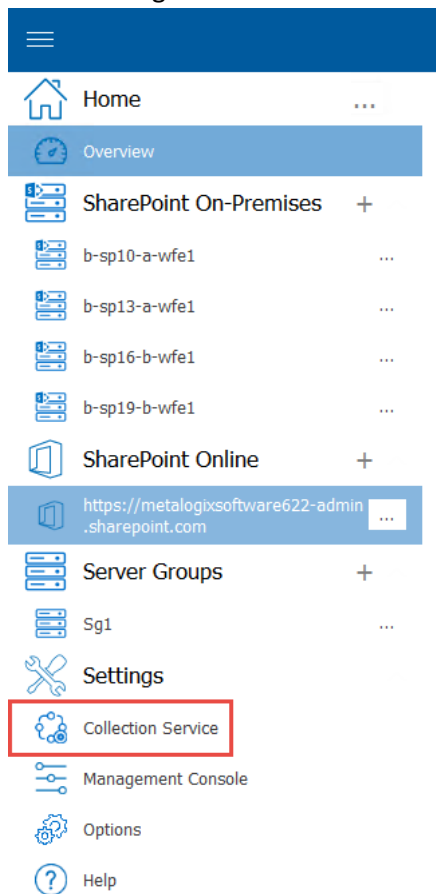 Home ...
Overview
SharePoint On-Premises +
b-sp10-a-wfe1 ...
b-sp13-a-wfe1 ...
b-sp16-b-wfe1 ...
b-sp19-b-wfe1 ...
SharePoint Online +
https://metalogixsoftware622-admin
.sharepoint.com ...
Server Groups +
Sg1 ...
Settings
Collection Service
Management Console
Options
? Help